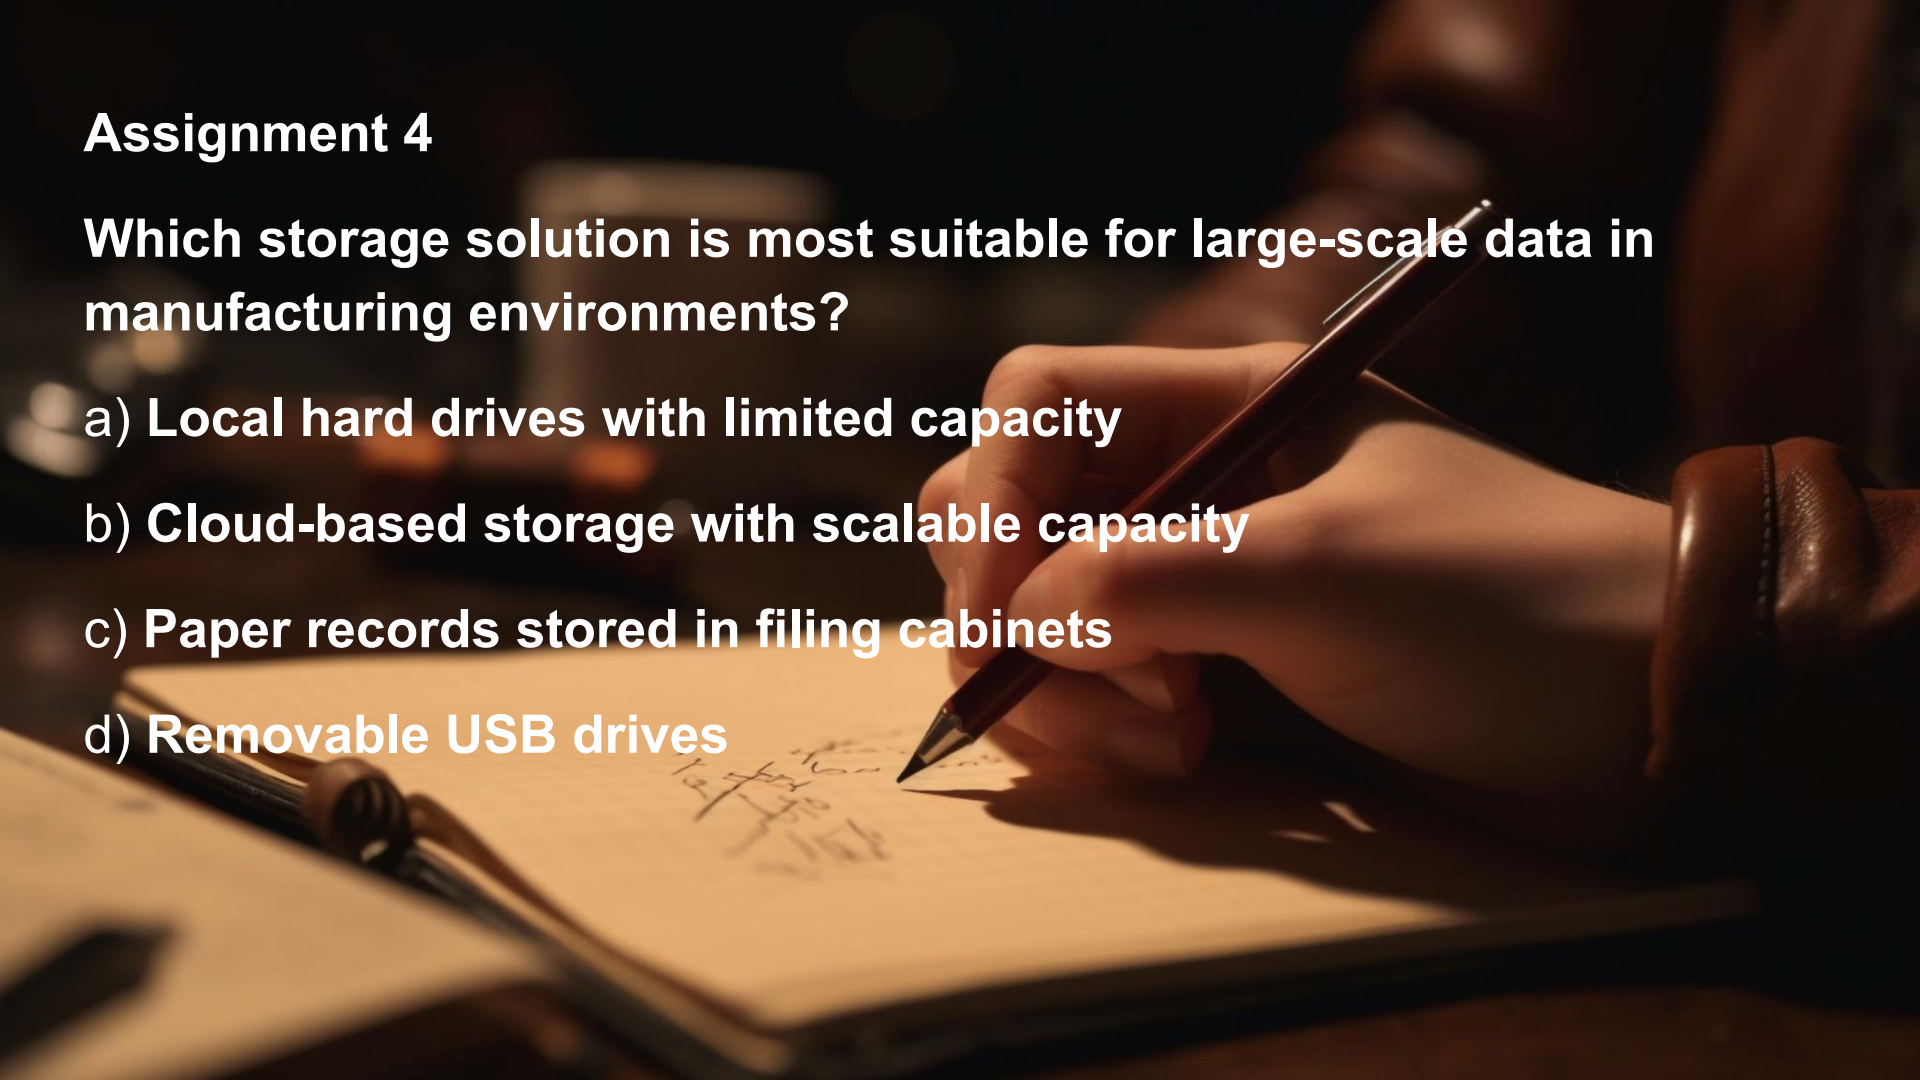 Assignment 4
Which storage solution is most suitable for large-scale data in
manufacturing environments?
a) Local hard drives with limited capacity
b) Cloud-based storage with scalable capacity
c) Paper records stored in filing cabinets
d) Removable USB drives